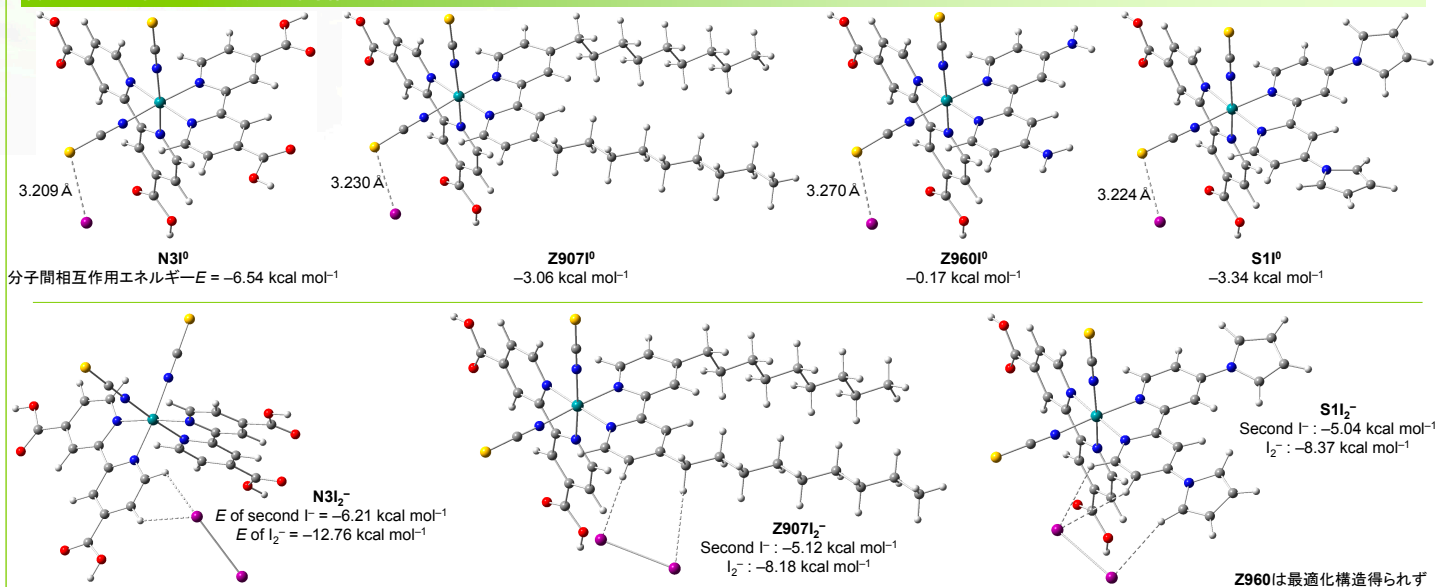 3.209 Å
3.230 Å
3.270 Å
3.224 Å
N3I⁰
Z907I⁰
Z960I⁰
S1I⁰
分子間相互作用エネルギーE = –6.54 kcal mol⁻¹
–3.06 kcal mol⁻¹
–0.17 kcal mol⁻¹
–3.34 kcal mol⁻¹
N3I₂⁻
E of second I⁻ = –6.21 kcal mol⁻¹
E of I₂⁻ = –12.76 kcal mol⁻¹
Z907I₂⁻
Second I⁻ : –5.12 kcal mol⁻¹
I₂⁻ : –8.18 kcal mol⁻¹
S1I₂⁻
Second I⁻ : –5.04 kcal mol⁻¹
I₂⁻ : –8.37 kcal mol⁻¹
Z960は最適化構造得られず